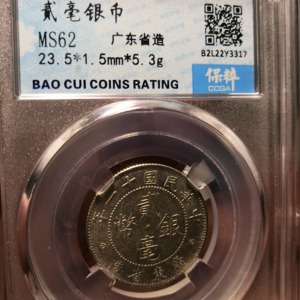 贰毫银币
MS62
广东省造
23.5*1.5mm*5.3g
B2L22Y3317
保粹
CCGA
BAO CUI COINS RATING
年一十國民華中
貳毫銀幣